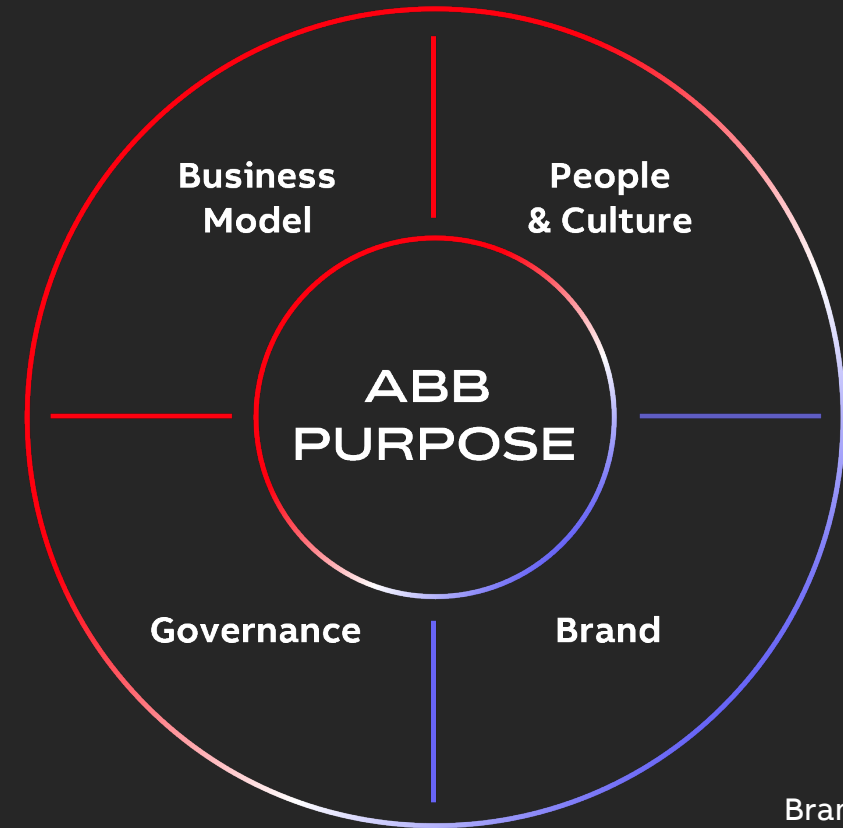 Business
Model
People
& Culture
ABB
PURPOSE
Governance
Brand